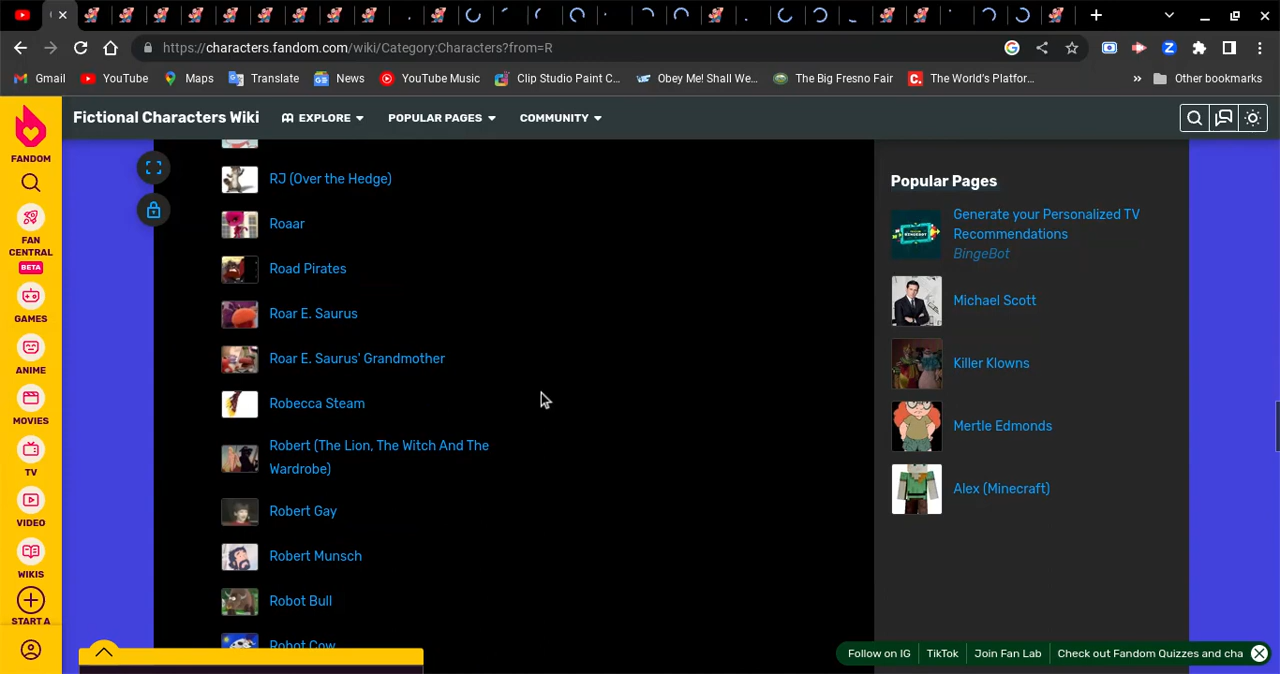 https://characters.fandom.com/wiki/Category:Characters?from=R
Gmail
YouTube
Maps
Translate
News
YouTube Music
Clip Studio Paint C...
Obey Me! Shall We...
The Big Fresno Fair
The World's Platfor...
»
Other bookmarks
FANDOM
FAN
CENTRAL
BETA
GAMES
ANIME
MOVIES
TV
VIDEO
WIKIS
START A
Fictional Characters Wiki
EXPLORE
POPULAR PAGES
COMMUNITY
RJ (Over the Hedge)
Roaar
Road Pirates
Roar E. Saurus
Roar E. Saurus' Grandmother
Robecca Steam
Robert (The Lion, The Witch And The
Wardrobe)
Robert Gay
Robert Munsch
Robot Bull
Robot Cow
Popular Pages
Generate your Personalized TV
Recommendations
BingeBot
Michael Scott
Killer Klowns
Mertle Edmonds
Alex (Minecraft)
Follow on IG
TikTok
Join Fan Lab
Check out Fandom Quizzes and cha